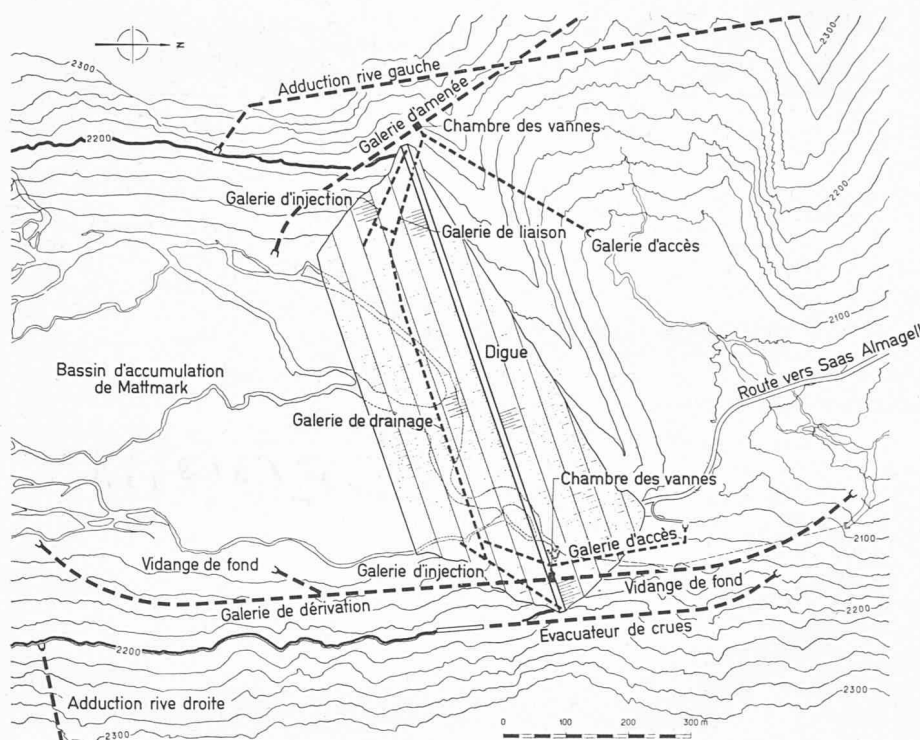 N
2300
2300
Adduction rive gauche
Galerie d'amenée
Chambre des vannes
2200
2200
Galerie d'injection
Galerie de liaison
Galerie d'accès
2100
Bassin d'accumulation
de Mattmark
Digue
Route vers Saas Almagell
Galerie de drainage
Chambre des vannes
Galerie d'accès
2100
Vidange de fond
Galerie d'injection
Vidange de fond
Galerie de dérivation
2200
Evacuateur de crues
2200
Adduction rive droite
2300
2300
0 100 200 300 m